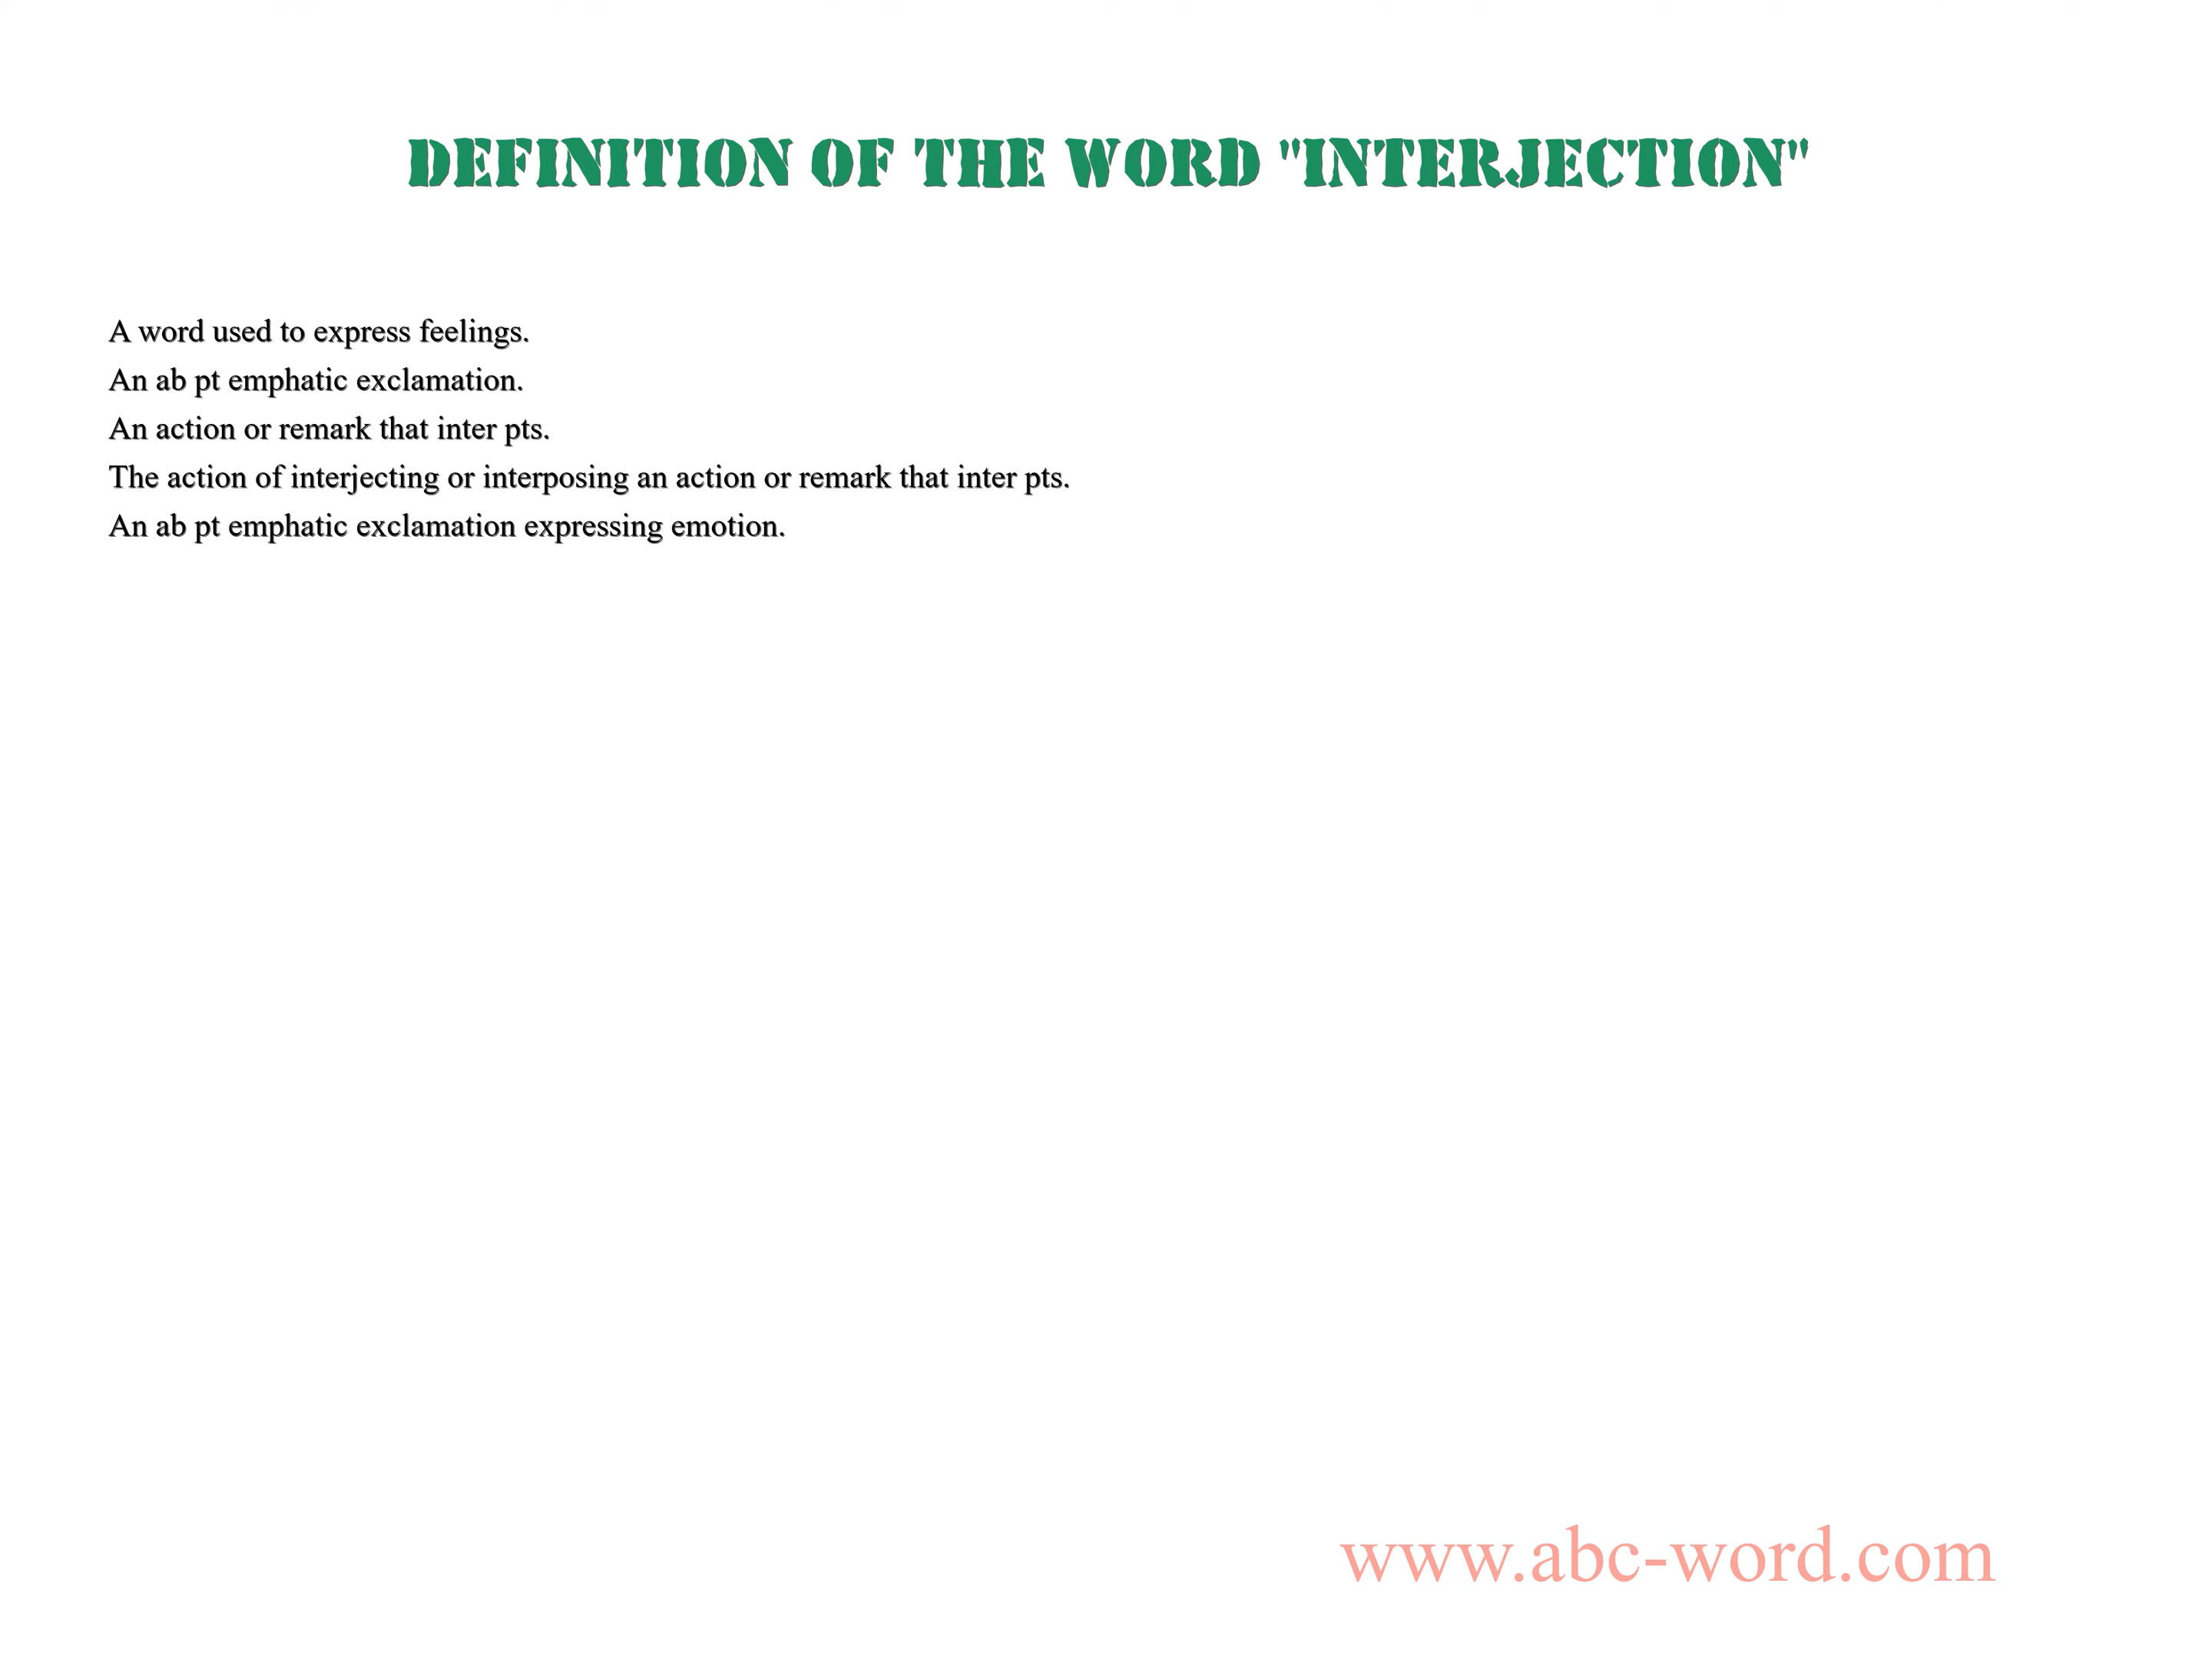 DEFINITION OF THE WORD "INTERJECTION"
A word used to express feelings.
An ab pt emphatic exclamation.
An action or remark that inter pts.
The action of interjecting or interposing an action or remark that inter pts.
An ab pt emphatic exclamation expressing emotion.
www.abc-word.com